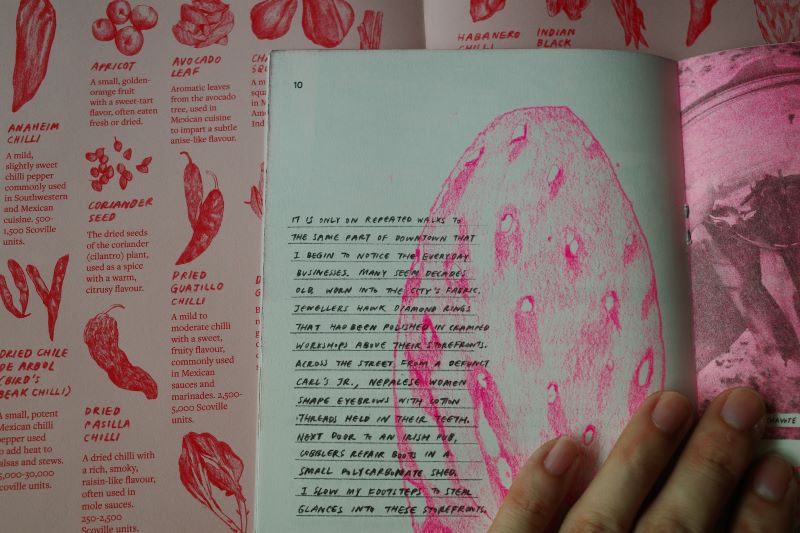 ANAHEIM
CHILLI
A mild,
slightly sweet
chilli pepper
commonly used
in Southwestern
and Mexican
cuisine. 500-
1,500 Scoville
units.
DRIED CHILE
DE ARBOL
(BIRD'S
BEAK CHILLI)
A small, potent
Mexican chilli
pepper used
to add heat to
salsas and stews.
Scoville units.
APRICOT
A small, golden-
orange fruit
with a sweet-tart
flavour, often eaten
fresh or dried.
CORIANDER
SEED
The dried seeds
of the coriander
(cilantro) plant,
used as a spice
with a warm,
citrusy flavour.
DRIED
PASILLA
CHILLI
A dried chilli with
a rich, smoky,
raisin-like flavour,
often used in
mole sauces.
250-2,500
Scoville units.
AVOCADO
LEAF
Aromatic leaves
from the avocado
tree, used in
Mexican cuisine
to impart a subtle
anise-like flavour.
DRIED
GUAJILLO
CHILLI
A mild to
moderate chilli
with a sweet,
fruity flavour,
commonly used
in Mexican
sauces and
marinades. 2,500-
5,000 Scoville
units.
HABANERO
CHILLI
INDIAN
BLACK
10
IT IS ONLY ON REPEATED WALKS TO
THE SAME PART OF DOWNTOWN THAT
I BEGIN TO NOTICE THE EVERYDAY
BUSINESSES. MANY SEEM DECADES
OLD, WORN INTO THE CITY'S FABRIC.
JEWELLERS HAWK DIAMOND RINGS
THAT HAD BEEN POLISHED IN CRAMPED
WORKSHOPS ABOVE THEIR STOREFRONTS.
ACROSS THE STREET FROM A DEFUNCT
CARL'S JR., NEPALESE WOMEN
SHAPE EYEBROWS WITH COTTON
THREADS HELD IN THEIR TEETH.
NEXT DOOR TO AN IRISH PUB,
COBBLERS REPAIR BOOTS IN A
SMALL POLYCARBONATE SHED.
I SLOW MY FOOTSTEPS TO STEAL
GLANCES INTO THESE STOREFRONTS.